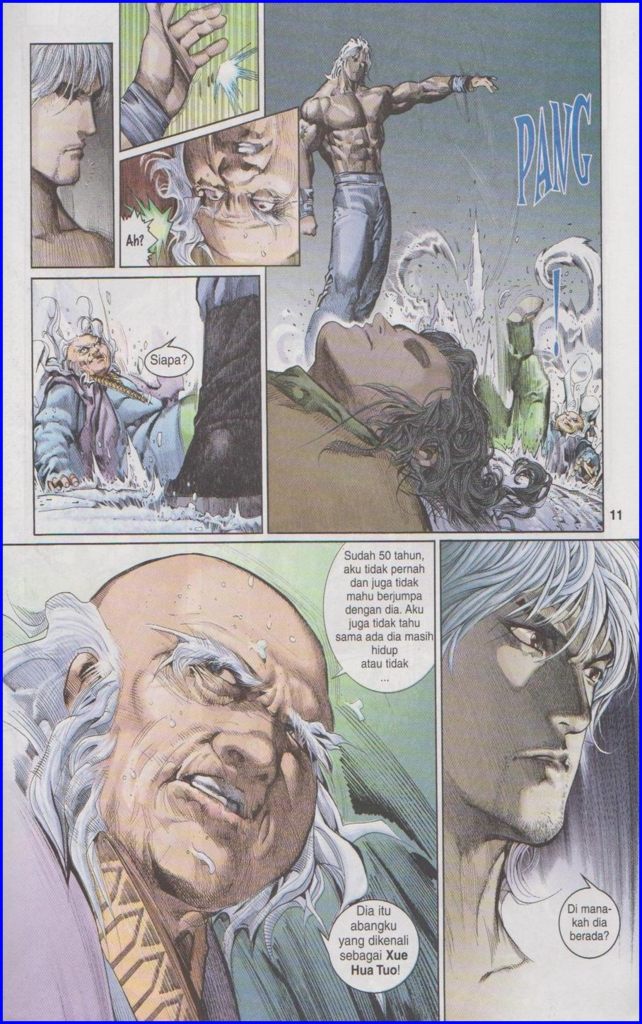 PANG
!
Ah?
Siapa?
11
Sudah 50 tahun,
aku tidak pernah
dan juga tidak
mahu berjumpa
dengan dia. Aku
juga tidak tahu
sama ada dia masih
hidup
atau tidak
...
Dia itu
abangku
yang dikenali
sebagai Xue
Hua Tuo!
Di mana-
kah dia
berada?